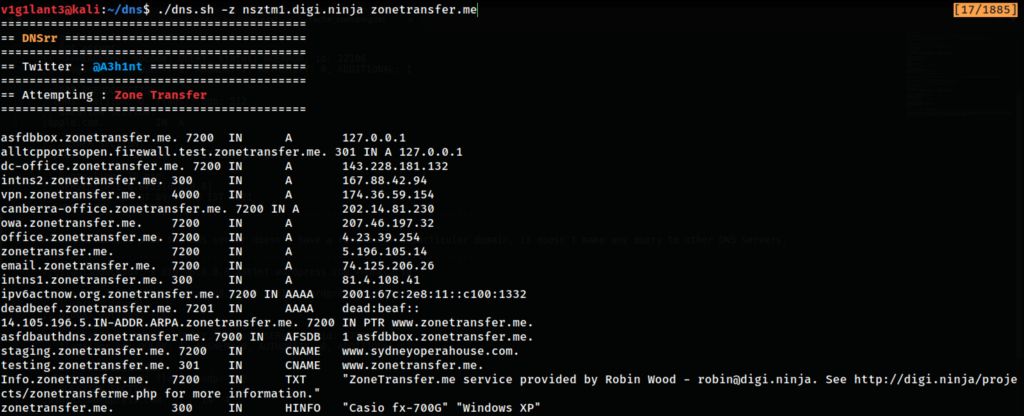 v1g1lant3@kali:~/dns$ ./dns.sh -z nsztm1.digi.ninja zonetransfer.me [17/1885]
==========================================
== DNSrr =================================
==========================================
== Twitter : @A3h1nt =====================
==========================================
== Attempting : Zone Transfer
==========================================
asfdbbox.zonetransfer.me. 7200 IN A 127.0.0.1
alltcpportsopen.firewall.test.zonetransfer.me. 301 IN A 127.0.0.1
dc-office.zonetransfer.me. 7200 IN A 143.228.181.132
intns2.zonetransfer.me. 300 IN A 167.88.42.94
vpn.zonetransfer.me. 4000 IN A 174.36.59.154
canberra-office.zonetransfer.me. 7200 IN A 202.14.81.230
owa.zonetransfer.me. 7200 IN A 207.46.197.32
office.zonetransfer.me. 7200 IN A 4.23.39.254
zonetransfer.me. 7200 IN A 5.196.105.14
email.zonetransfer.me. 7200 IN A 74.125.206.26
intns1.zonetransfer.me. 300 IN A 81.4.108.41
ipv6actnow.org.zonetransfer.me. 7200 IN AAAA 2001:67c:2e8:11::c100:1332
deadbeef.zonetransfer.me. 7201 IN AAAA dead:beaf::
14.105.196.5.IN-ADDR.ARPA.zonetransfer.me. 7200 IN PTR www.zonetransfer.me.
asfdbauthdns.zonetransfer.me. 7900 IN AFSDB 1 asfdbbox.zonetransfer.me.
staging.zonetransfer.me. 7200 IN CNAME www.sydneyoperahouse.com.
testing.zonetransfer.me. 301 IN CNAME www.zonetransfer.me.
Info.zonetransfer.me. 7200 IN TXT "ZoneTransfer.me service provided by Robin Wood - robin@digi.ninja. See http://digi.ninja/proje
cts/zonetransferme.php for more information."
zonetransfer.me. 300 IN HINFO "Casio fx-700G" "Windows XP"